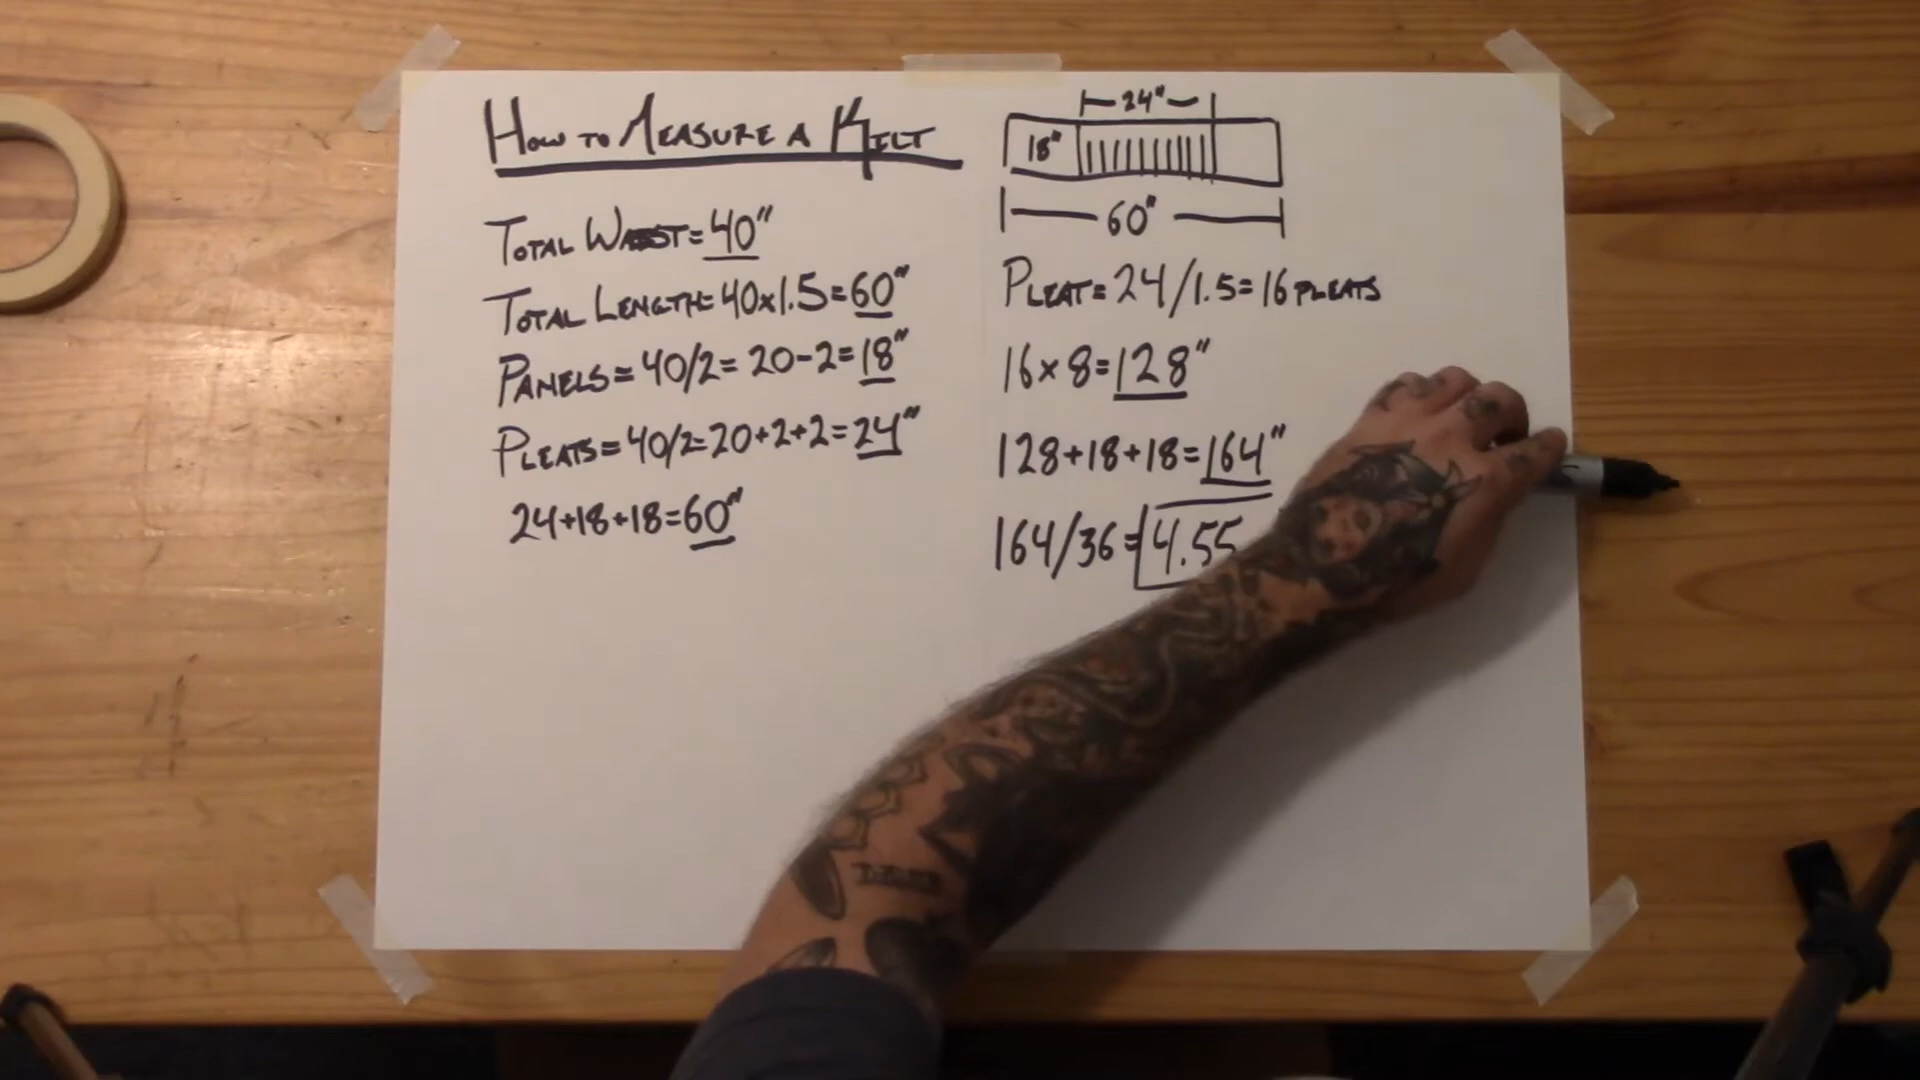 How to Measure a Kilt
Total Waist = 40"
Total Length = 40x1.5=60"
Panels = 40/2= 20-2=18"
Pleats = 40/2=20+2+2=24"
24+18+18=60"
24"
18"
60"
Pleat = 24/1.5=16 pleats
16x8=128"
128+18+18=164"
164/36=4.55